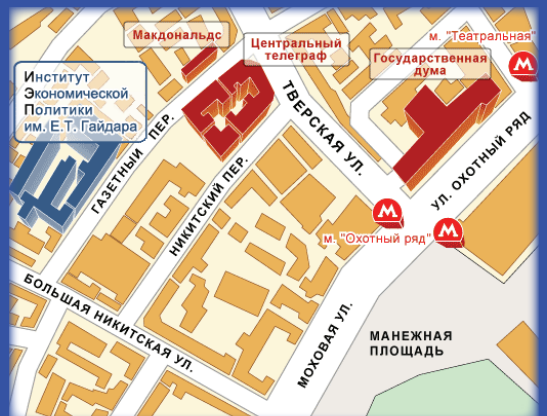 Макдональдс
Центральный
телеграф
м. "Театральная"
Государственная
дума
Институт
Экономической
Политики
им. Е.Т. Гайдара
ТВЕРСКАЯ УЛ.
УЛ. ОХОТНЫЙ РЯД
ГАЗЕТНЫЙ ПЕР.
НИКИТСКИЙ ПЕР.
м. "Охотный ряд"
БОЛЬШАЯ НИКИТСКАЯ УЛ.
МОХОВАЯ УЛ.
МАНЕЖНАЯ
ПЛОЩАДЬ